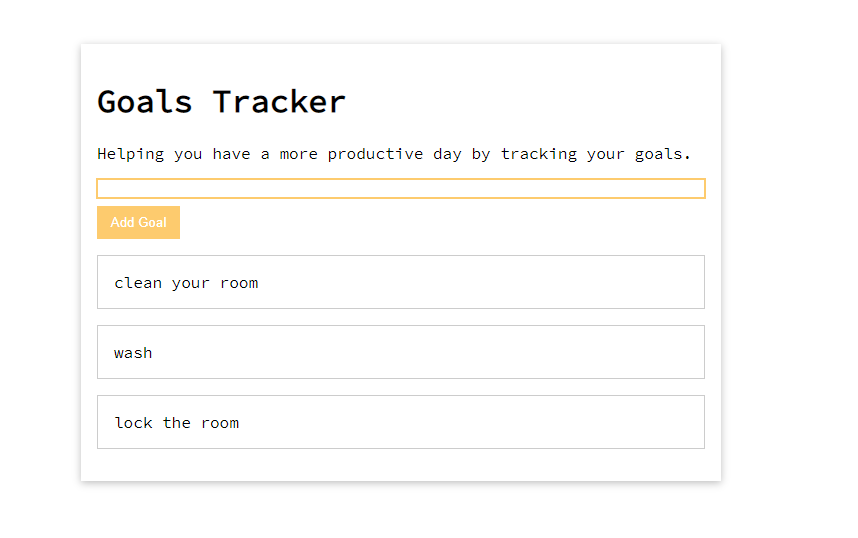 Goals Tracker
Helping you have a more productive day by tracking your goals.
Add Goal
clean your room
wash
lock the room